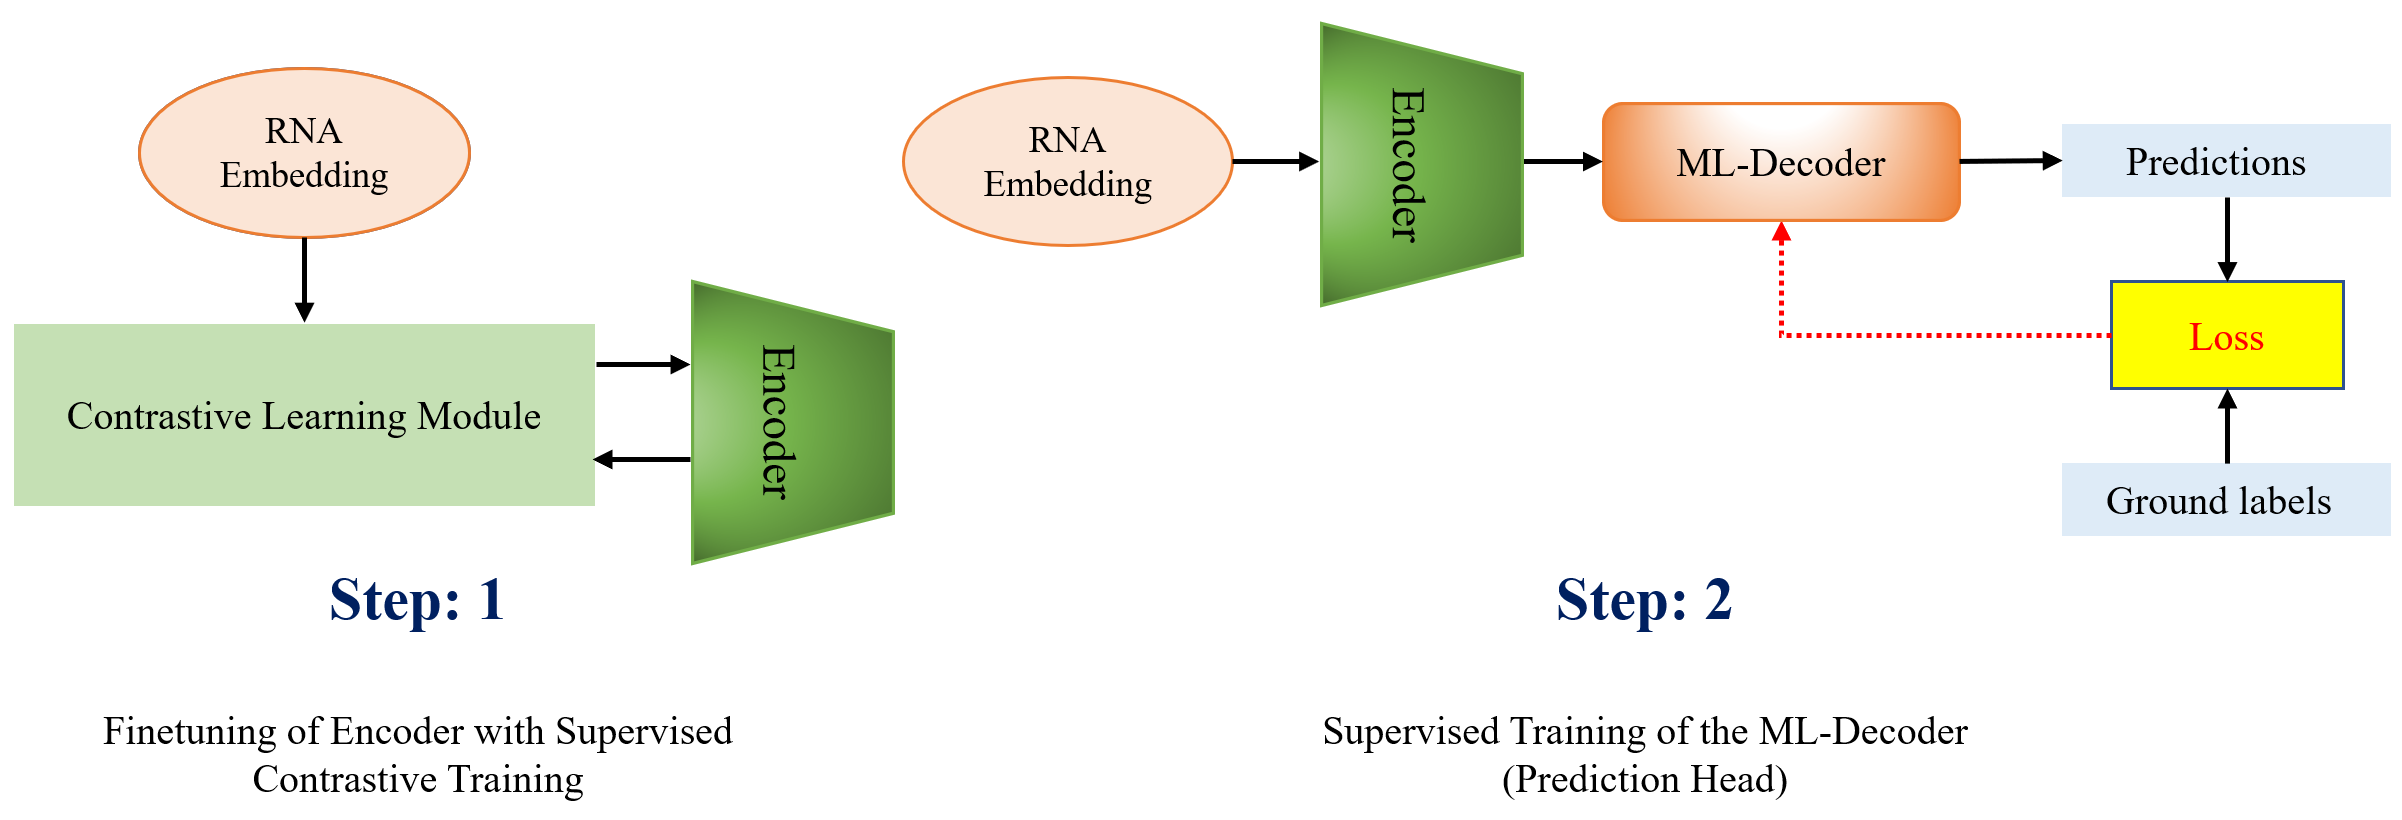 RNA
Embedding
Contrastive Learning Module
Encoder
Step: 1
Finetuning of Encoder with Supervised
Contrastive Training
RNA
Embedding
Encoder
ML-Decoder
Predictions
Loss
Ground labels
Step: 2
Supervised Training of the ML-Decoder
(Prediction Head)